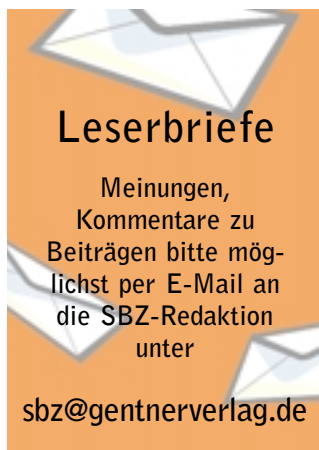 Leserbriefe
Meinungen,
Kommentare zu
Beiträgen bitte mög-
lichst per E-Mail an
die SBZ-Redaktion
unter
sbz@gentnerverlag.de